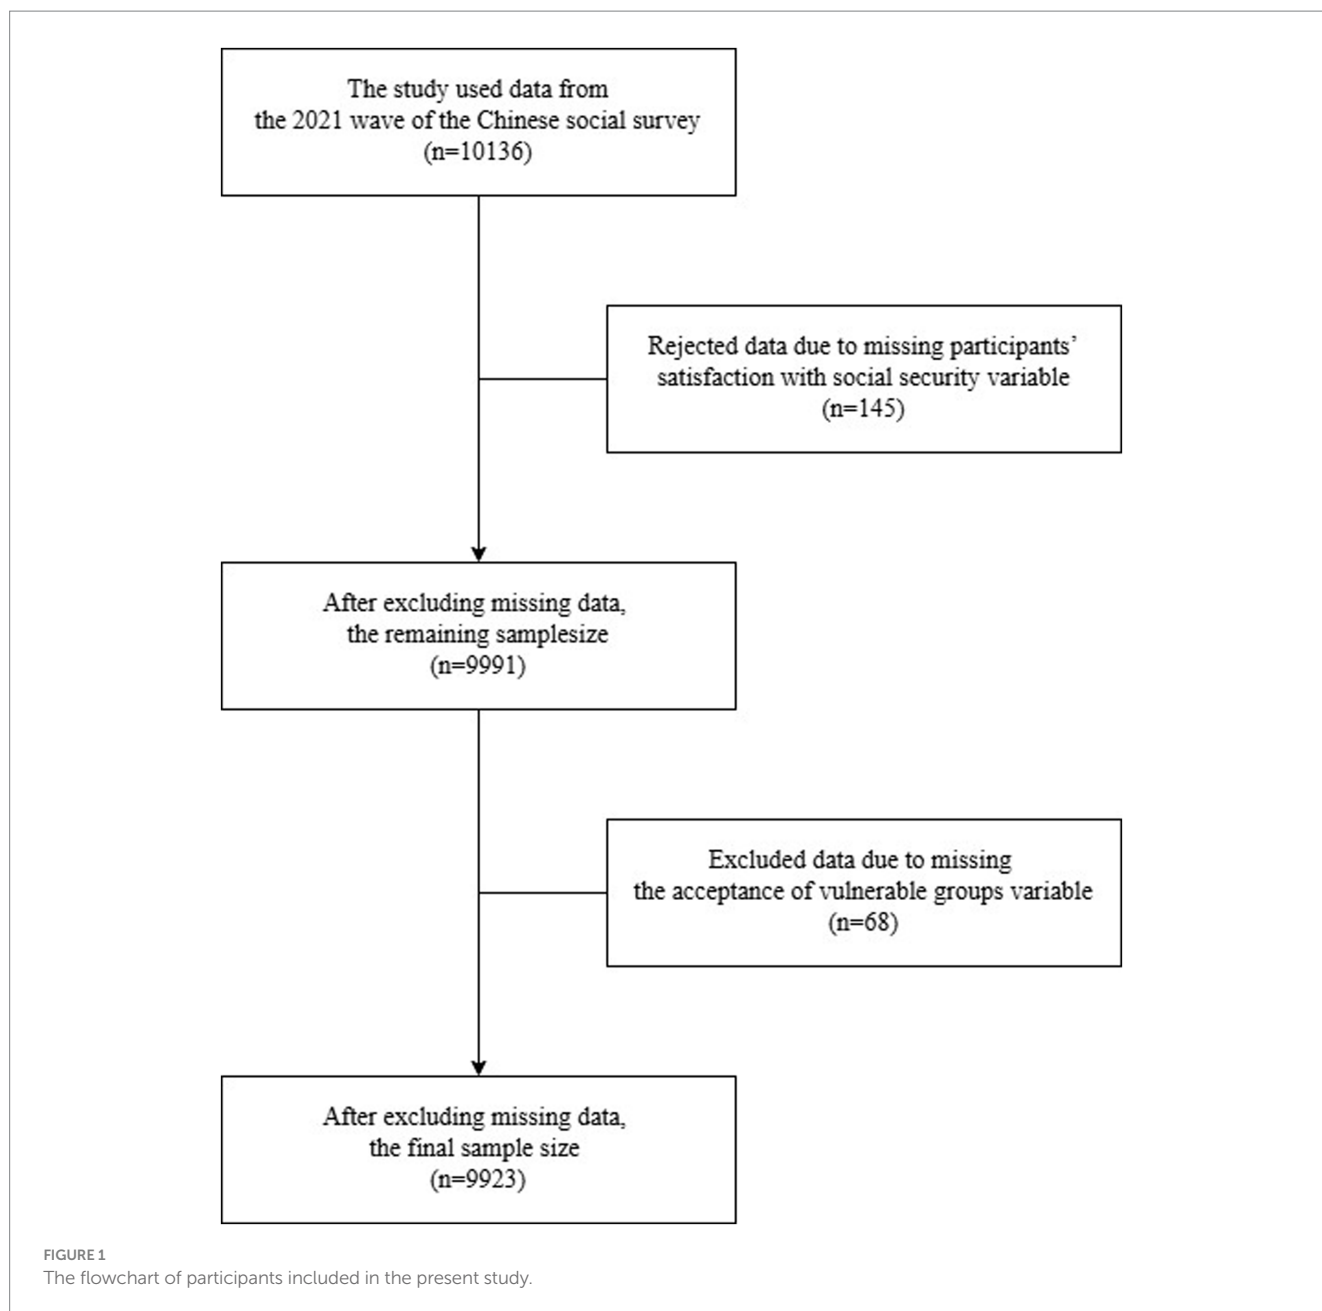 The study used data from
the 2021 wave of the Chinese social survey
(n=10136)
Rejected data due to missing participants’
satisfaction with social security variable
(n=145)
After excluding missing data,
the remaining samplesize
(n=9991)
Excluded data due to missing
the acceptance of vulnerable groups variable
(n=68)
After excluding missing data,
the final sample size
(n=9923)
FIGURE 1
The flowchart of participants included in the present study.